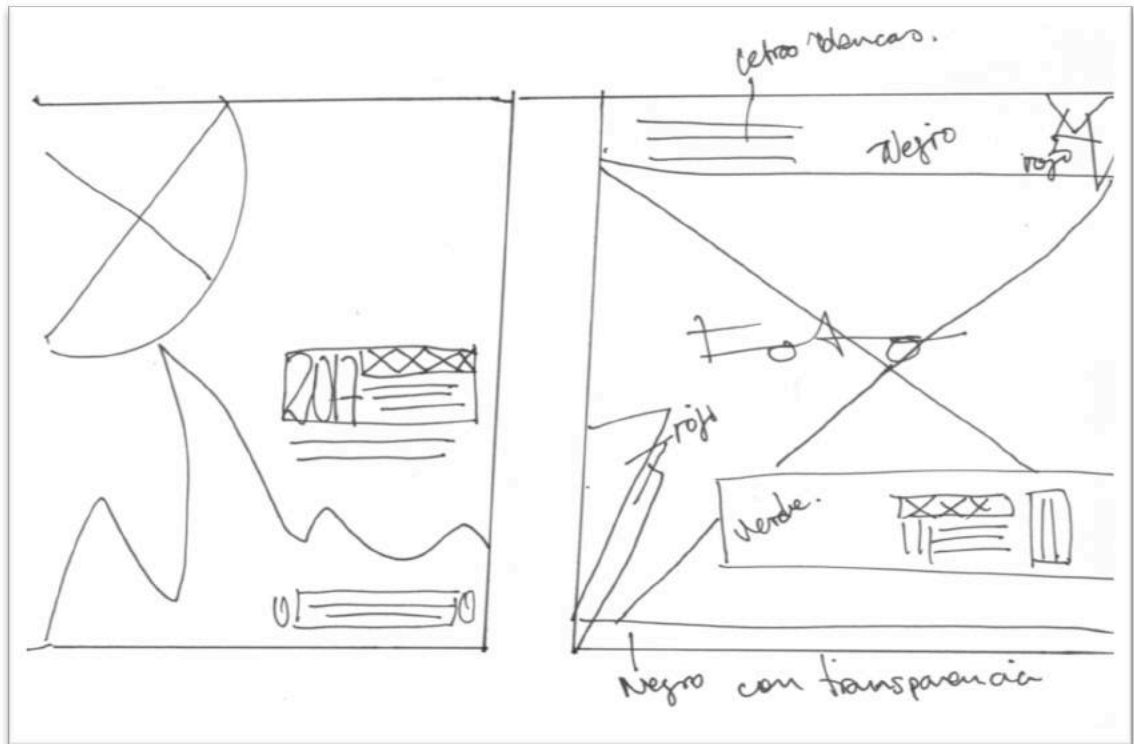 Letras blancas.
Negro
rojo
2017
rojo
verde.
Negro con transparencia